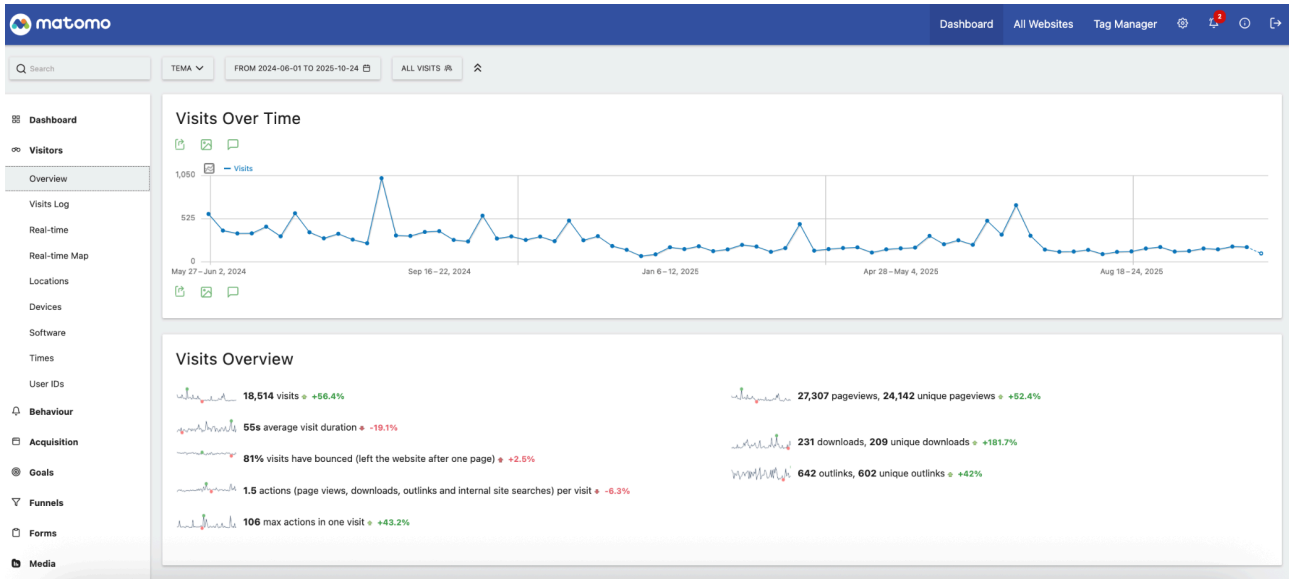 matomo
Dashboard All Websites Tag Manager 2
Search
TEMA FROM 2024-06-01 TO 2025-10-24 ALL VISITS
Dashboard
Visitors
Overview
Visits Log
Real-time
Real-time Map
Locations
Devices
Software
Times
User IDs
Behaviour
Acquisition
Goals
Funnels
Forms
Media
Visits Over Time
Visits
1,050
525
0
May 27 – Jun 2, 2024 Sep 16 – 22, 2024 Jan 6 – 12, 2025 Apr 28 – May 4, 2025 Aug 18 – 24, 2025
Visits Overview
18,514 visits +56.4%
55s average visit duration -19.1%
81% visits have bounced (left the website after one page) +2.5%
1.5 actions (page views, downloads, outlinks and internal site searches) per visit -6.3%
106 max actions in one visit +43.2%
27,307 pageviews, 24,142 unique pageviews +52.4%
231 downloads, 209 unique downloads +181.7%
642 outlinks, 602 unique outlinks +42%